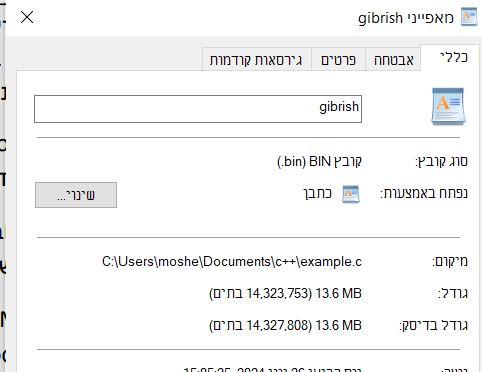 מאפייני gibrish
כללי
אבטחה
פרטים
גירסאות קודמות
gibrish
סוג קובץ: קובץ BIN ‏(.bin)
נפתח באמצעות: כתבן
שינוי...
מיקום: C:\Users\moshe\Documents\c++\example.c
גודל: 13.6 MB ‏(14,323,753 בתים)
גודל בדיסק: 13.6 MB ‏(14,327,808 בתים)